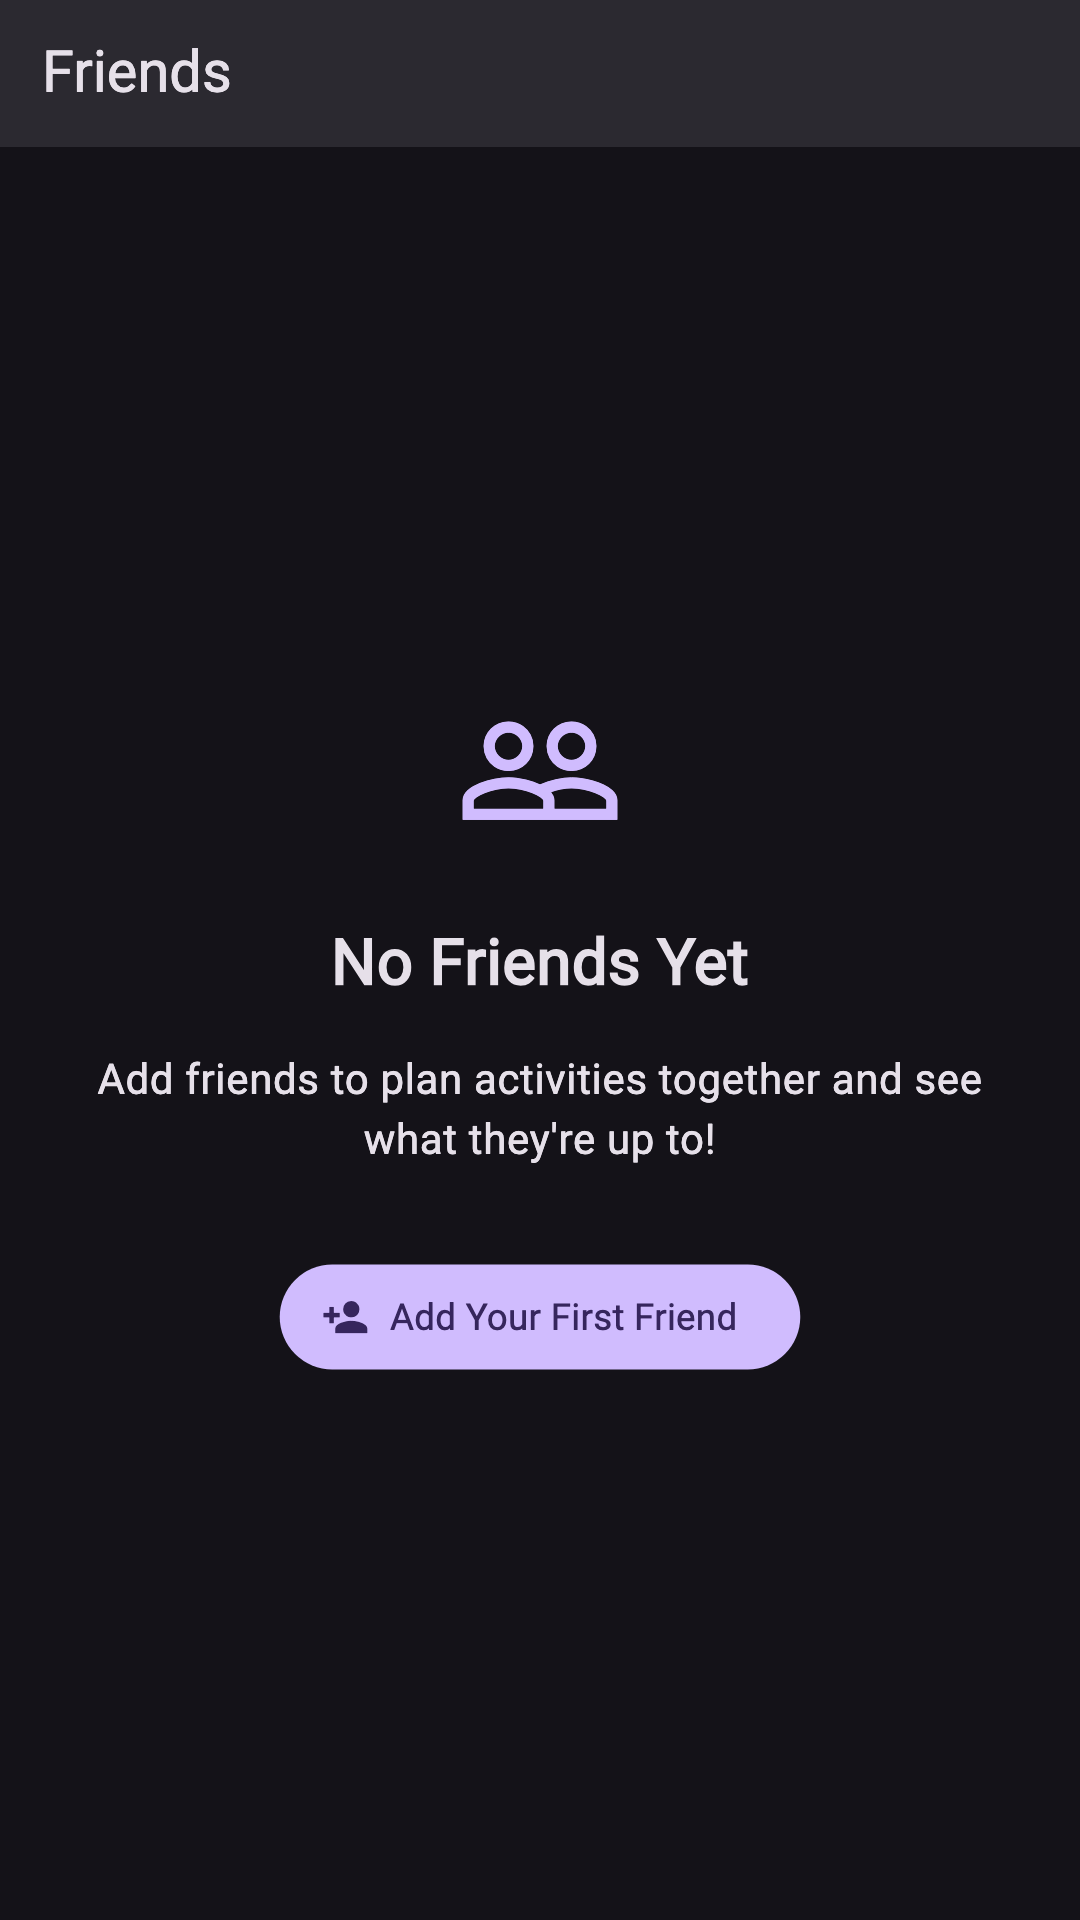 Friends
No Friends Yet
Add friends to plan activities together and see
what they're up to!
Add Your First Friend